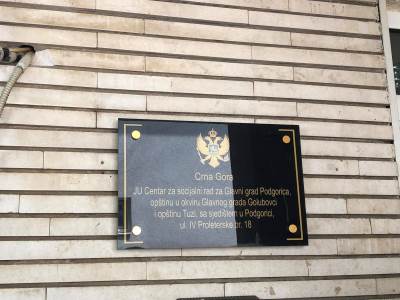 Crna Gora
JU Centar za socijalni rad za Glavni grad Podgorica,
opštinu u okviru Glavnog grada Golubovci
i opštinu Tuzi, sa sjedištem u Podgorici,
ul. IV Proleterske br. 18